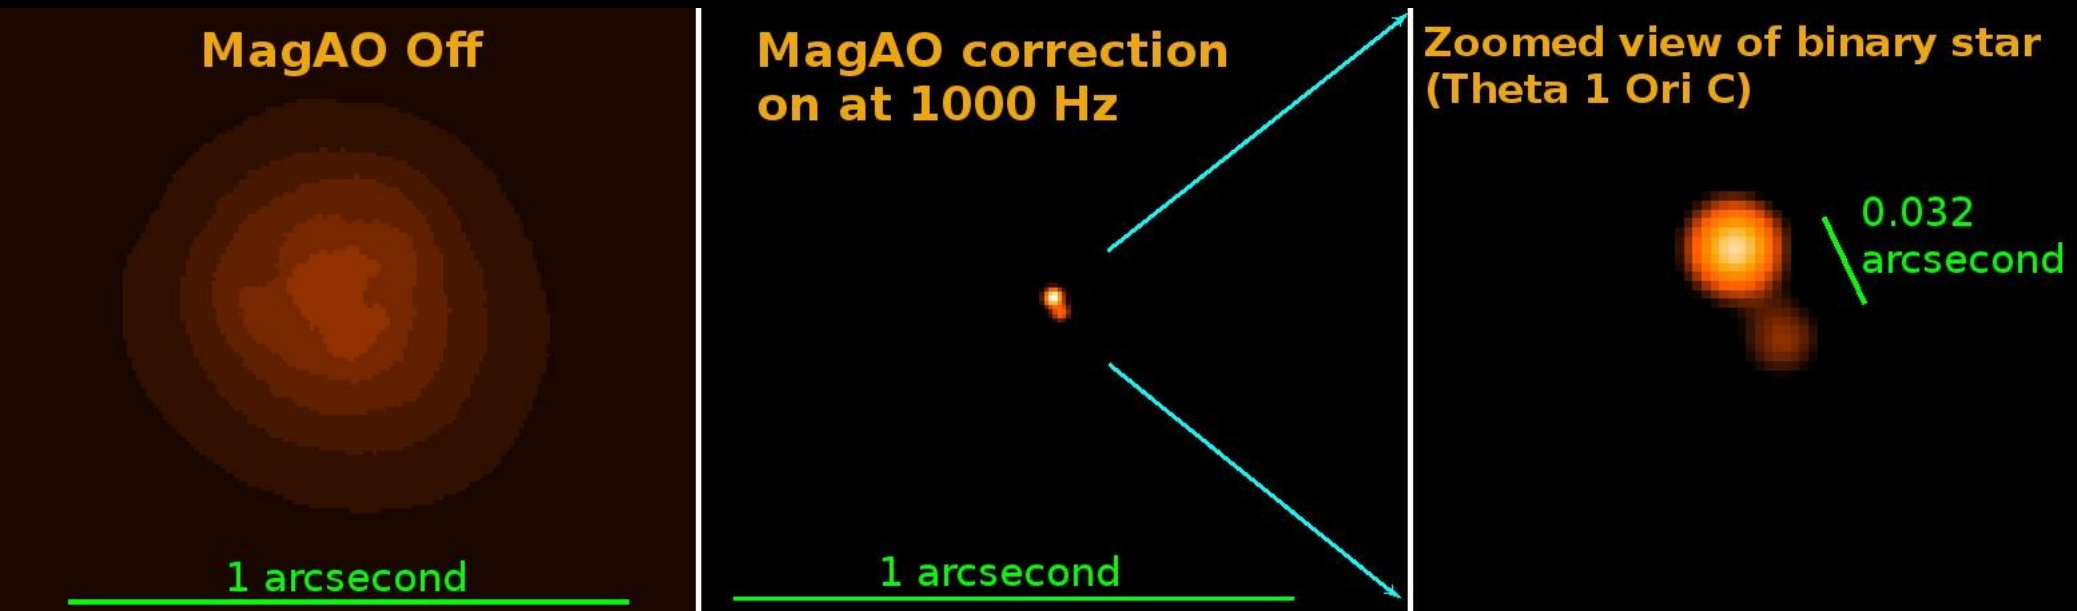 MagAO Off
1 arcsecond
MagAO correction
on at 1000 Hz
1 arcsecond
Zoomed view of binary star
(Theta 1 Ori C)
0.032
arcsecond